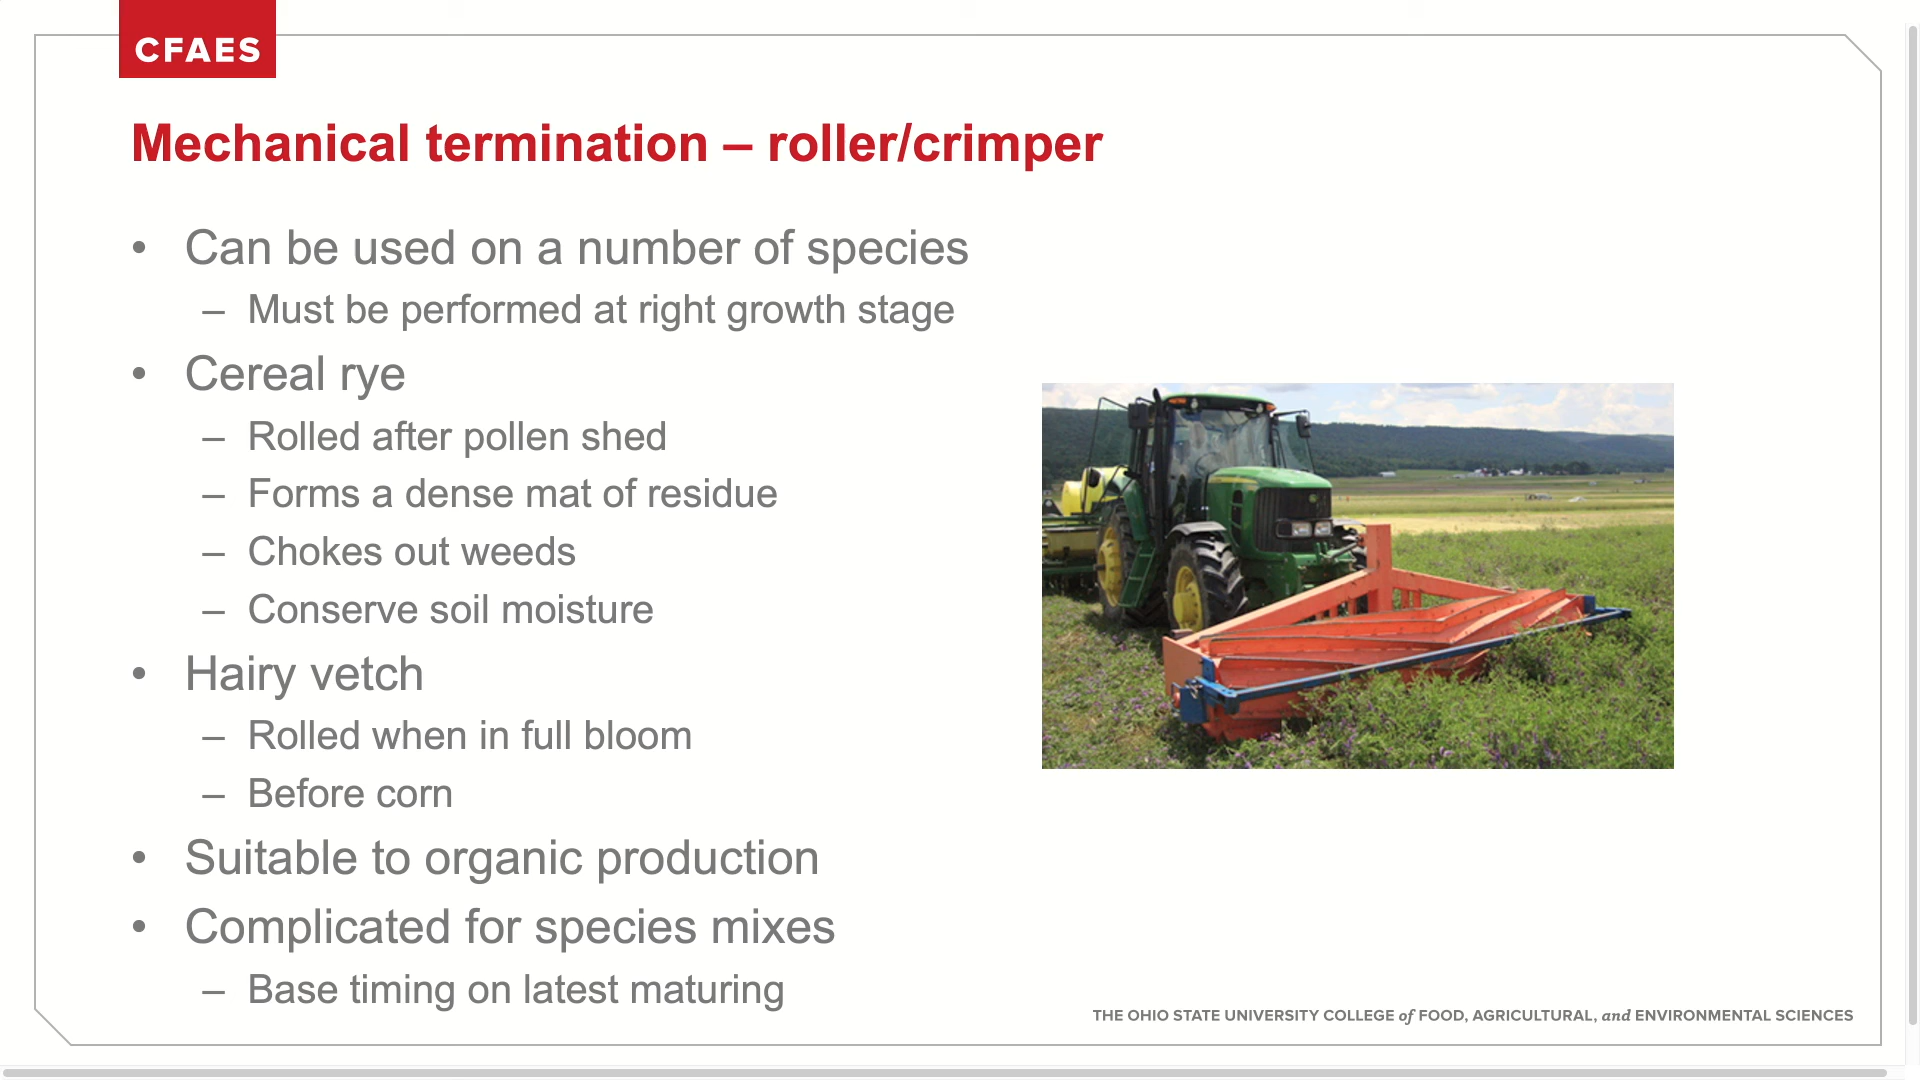 CFAES
Mechanical termination – roller/crimper
• Can be used on a number of species
– Must be performed at right growth stage
• Cereal rye
– Rolled after pollen shed
– Forms a dense mat of residue
– Chokes out weeds
– Conserve soil moisture
• Hairy vetch
– Rolled when in full bloom
– Before corn
• Suitable to organic production
• Complicated for species mixes
– Base timing on latest maturing
THE OHIO STATE UNIVERSITY COLLEGE of FOOD, AGRICULTURAL, and ENVIRONMENTAL SCIENCES